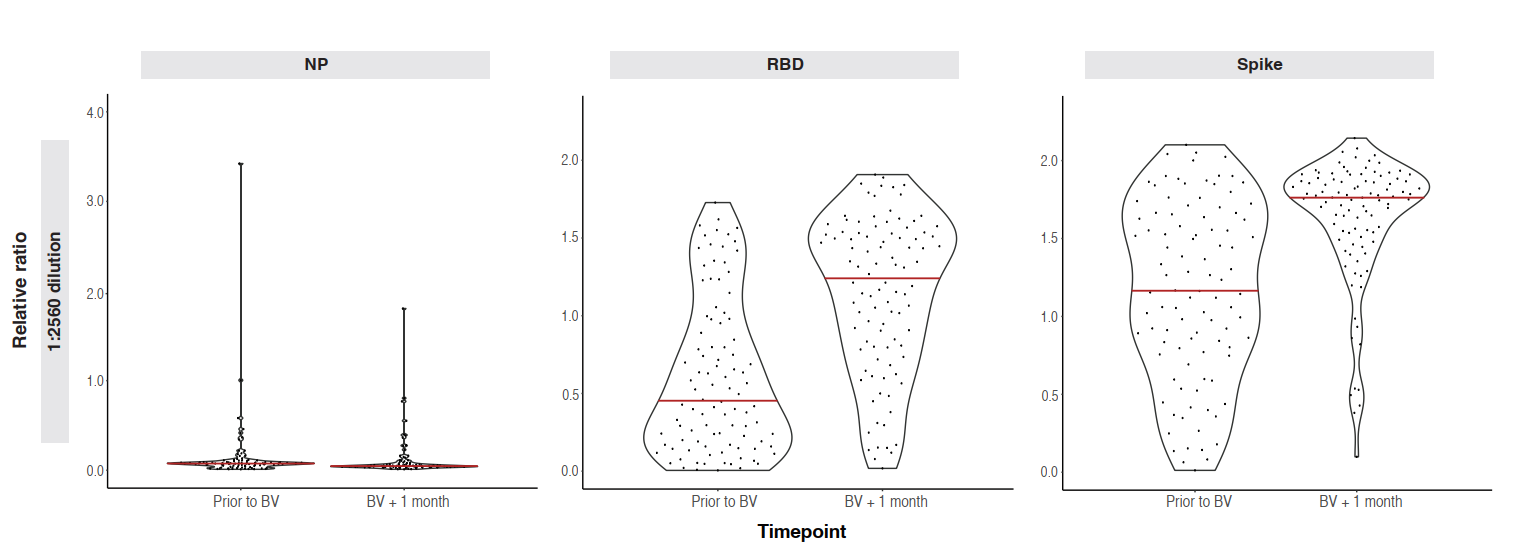 NP
RBD
Spike
Relative ratio
1:2560 dilution
4.0
3.0
2.0
1.0
0.0
Prior to BV
BV + 1 month
2.0
1.5
1.0
0.5
0.0
Prior to BV
BV + 1 month
2.0
1.5
1.0
0.5
0.0
Prior to BV
BV + 1 month
Timepoint